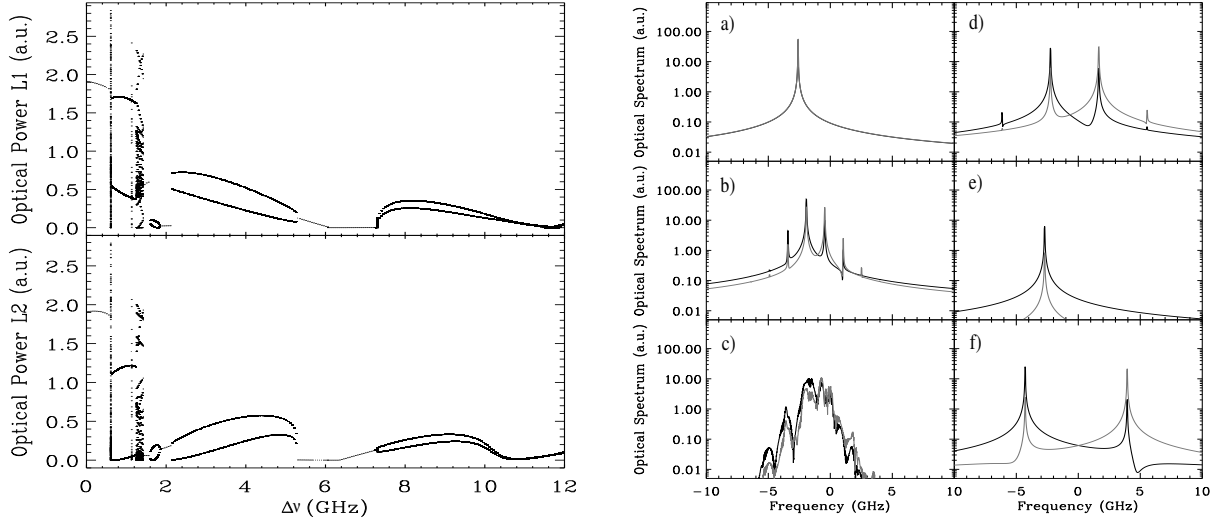 Optical Power L1 (a.u.)
2.5
2.0
1.5
1.0
0.5
0.0
Optical Power L2 (a.u.)
2.5
2.0
1.5
1.0
0.5
0.0
0 2 4 6 8 10 12
Δν (GHz)
a)
Optical Spectrum (a.u.)
100.00
10.00
1.00
0.10
0.01
d)
b)
Optical Spectrum (a.u.)
100.00
10.00
1.00
0.10
0.01
e)
c)
Optical Spectrum (a.u.)
100.00
10.00
1.00
0.10
0.01
f)
-10 -5 0 5 10 -5 0 5 10
Frequency (GHz) Frequency (GHz)